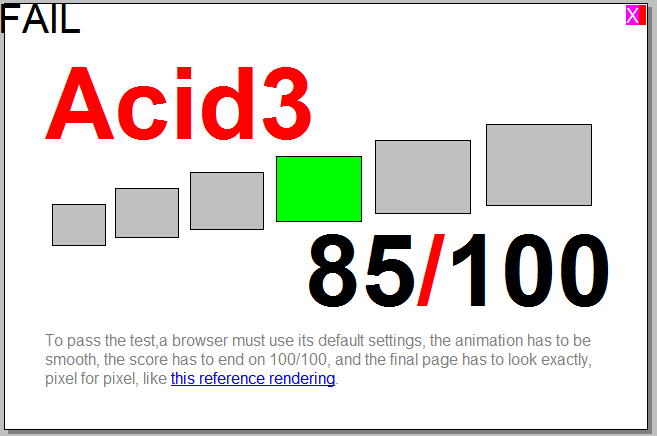 FAIL
X
Acid3
85/100
To pass the test,a browser must use its default settings, the animation has to be
smooth, the score has to end on 100/100, and the final page has to look exactly,
pixel for pixel, like this reference rendering.